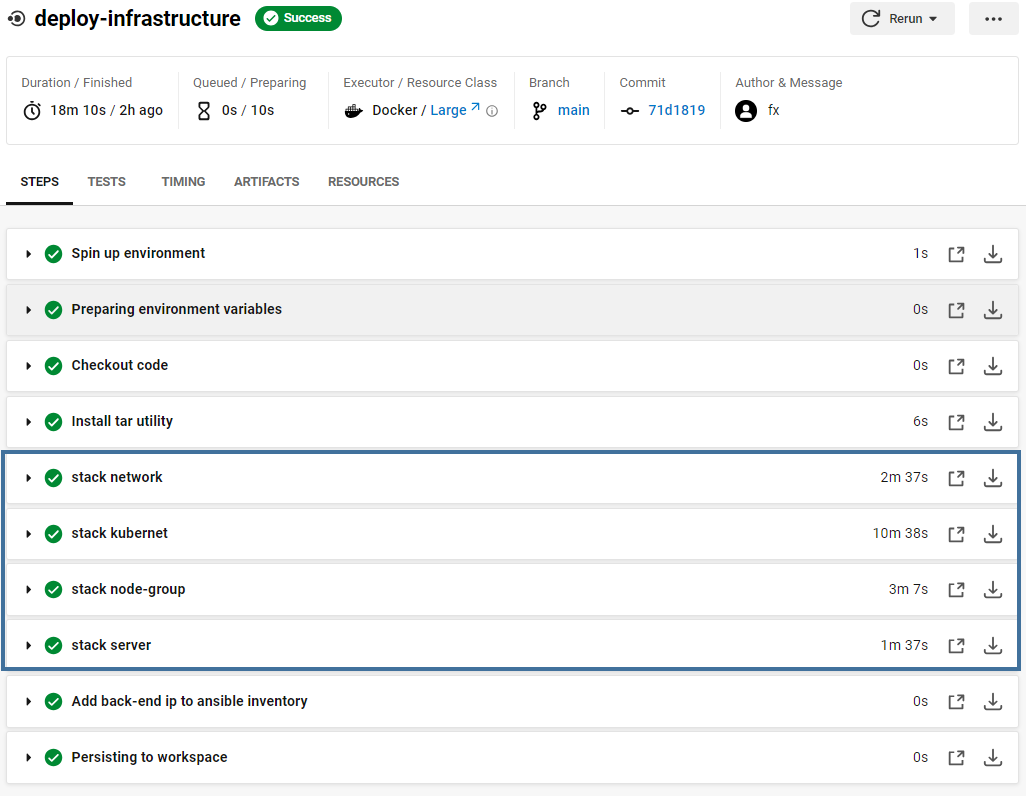 deploy-infrastructure Success Rerun
Duration / Finished Queued / Preparing Executor / Resource Class Branch Commit Author & Message
18m 10s / 2h ago 0s / 10s Docker / Large main 71d1819 fx
STEPS TESTS TIMING ARTIFACTS RESOURCES
Spin up environment 1s
Preparing environment variables 0s
Checkout code 0s
Install tar utility 6s
stack network 2m 37s
stack kubernet 10m 38s
stack node-group 3m 7s
stack server 1m 37s
Add back-end ip to ansible inventory 0s
Persisting to workspace 0s